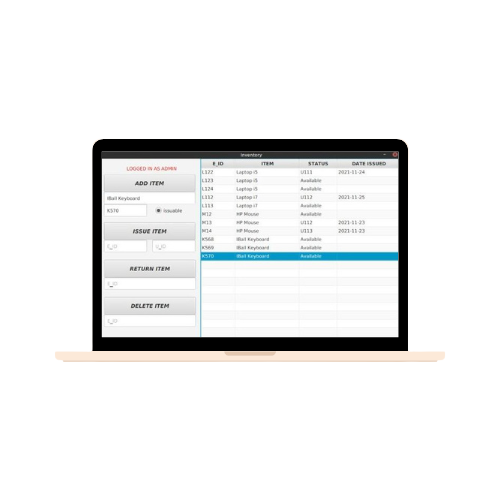 Inventory
LOGGED IN AS ADMIN
ADD ITEM
IBall Keyboard
K570
Issuable
ISSUE ITEM
E_ID
U_ID
RETURN ITEM
E_ID
DELETE ITEM
E_ID
E_ID ITEM STATUS DATE ISSUED
L122 Laptop i5 U111 2021-11-24
L123 Laptop i5 Available
L124 Laptop i5 Available
L112 Laptop i7 U112 2021-11-25
L113 Laptop i7 Available
M12 HP Mouse Available
M13 HP Mouse U112 2021-11-23
M14 HP Mouse U113 2021-11-23
K568 IBall Keyboard Available
K569 IBall Keyboard Available
K570 IBall Keyboard Available